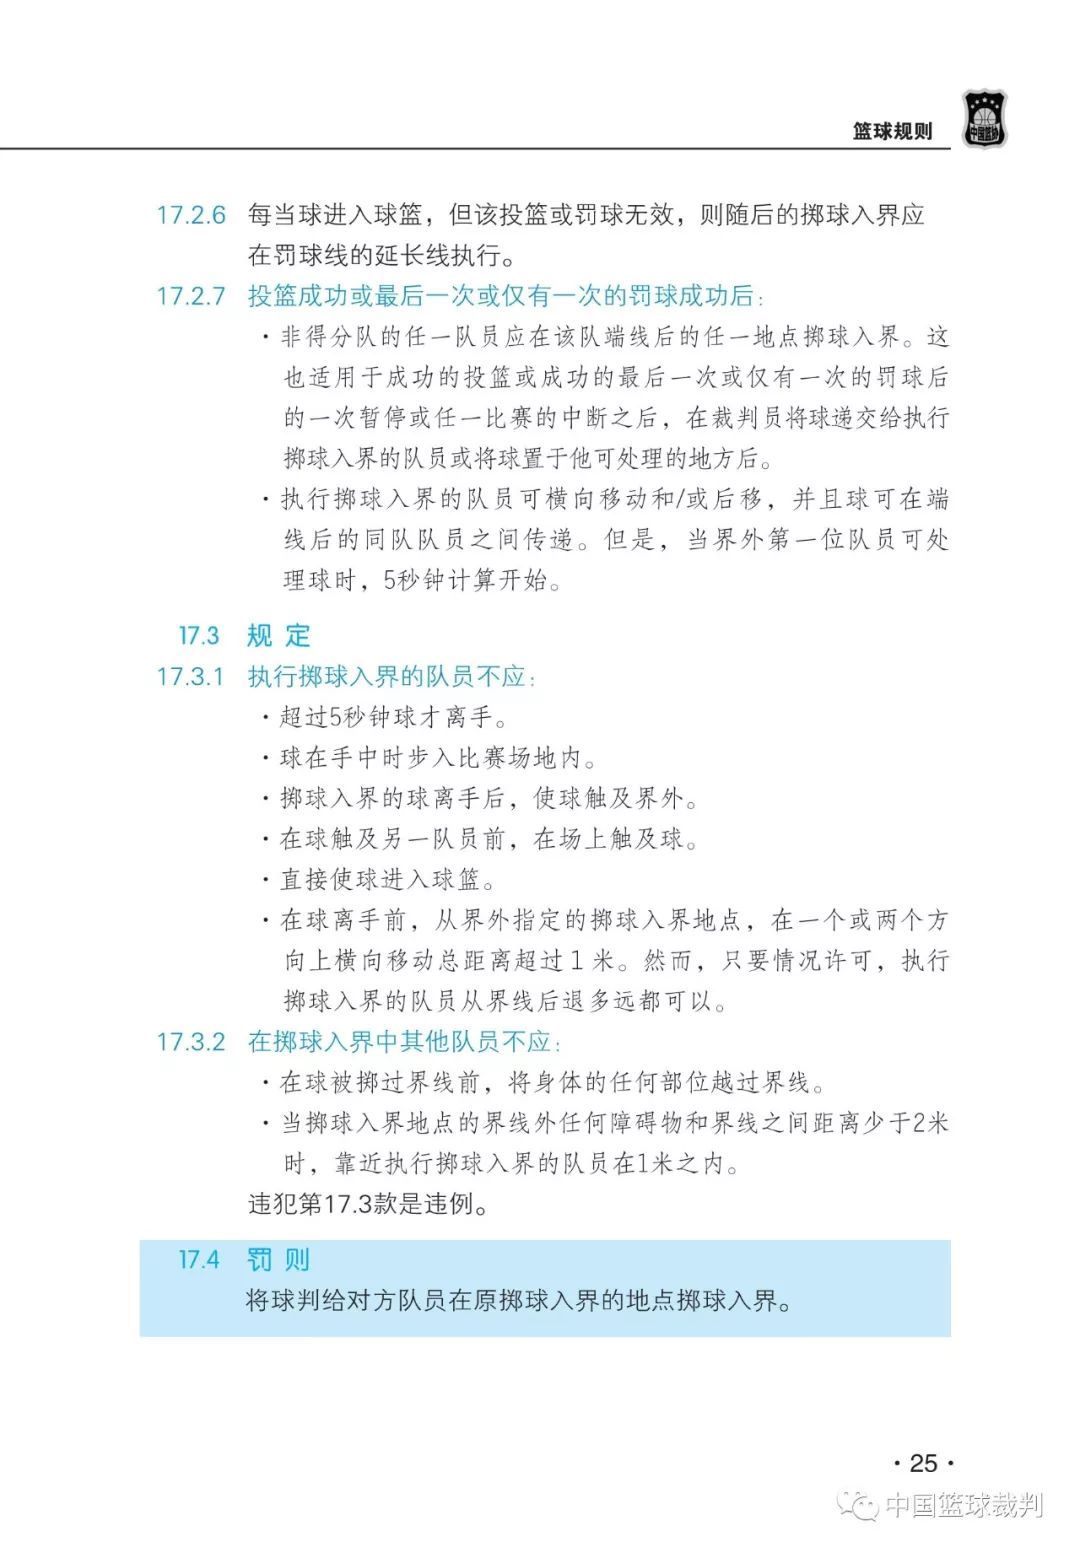 篮球规则
中国篮协
17.2.6 每当球进入球篮，但该投篮或罚球无效，则随后的掷球入界应
在罚球线的延长线执行。
17.2.7 投篮成功或最后一次或仅有一次的罚球成功后：
·非得分队的任一队员应在该队端线后的任一地点掷球入界。这
也适用于成功的投篮或成功的最后一次或仅有一次的罚球后
的一次暂停或任一比赛的中断之后，在裁判员将球递交给执行
掷球入界的队员或将球置于他可处理的地方后。
·执行掷球入界的队员可横向移动和/或后移，并且球可在端
线后的同队队员之间传递。但是，当界外第一位队员可处
理球时，5秒钟计算开始。
17.3 规 定
17.3.1 执行掷球入界的队员不应：
·超过5秒钟球才离手。
·球在手中时步入比赛场地内。
·掷球入界的球离手后，使球触及界外。
·在球触及另一队员前，在场上触及球。
·直接使球进入球篮。
·在球离手前，从界外指定的掷球入界地点，在一个或两个方
向上横向移动总距离超过1米。然而，只要情况许可，执行
掷球入界的队员从界线后退多远都可以。
17.3.2 在掷球入界中其他队员不应：
·在球被掷过界线前，将身体的任何部位越过界线。
·当掷球入界地点的界线外任何障碍物和界线之间距离少于2米
时，靠近执行掷球入界的队员在1米之内。
违犯第17.3款是违例。
17.4 罚 则
将球判给对方队员在原掷球入界的地点掷球入界。
·25·
中国篮球裁判